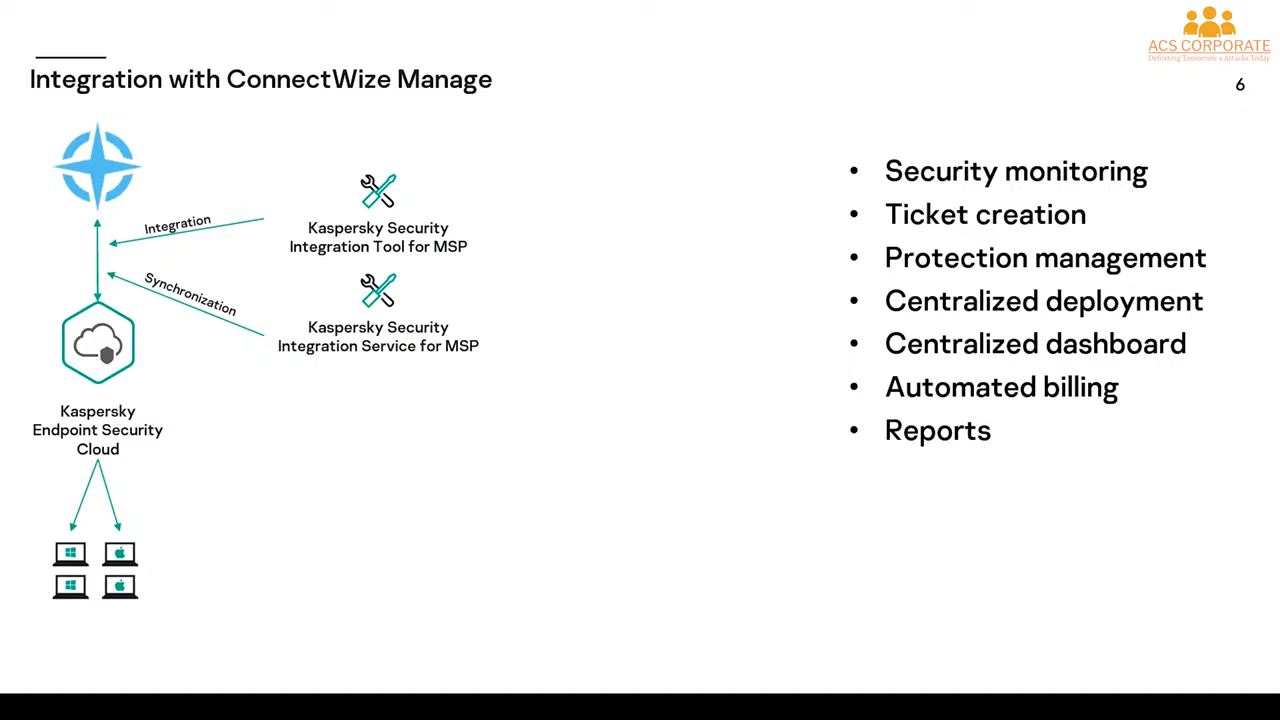 ACS CORPORATE
Defeating Tomorrow's Attacks Today
Integration with ConnectWize Manage
6
Integration
Kaspersky Security
Integration Tool for MSP
Synchronization
Kaspersky Security
Integration Service for MSP
Kaspersky
Endpoint Security
Cloud
• Security monitoring
• Ticket creation
• Protection management
• Centralized deployment
• Centralized dashboard
• Automated billing
• Reports